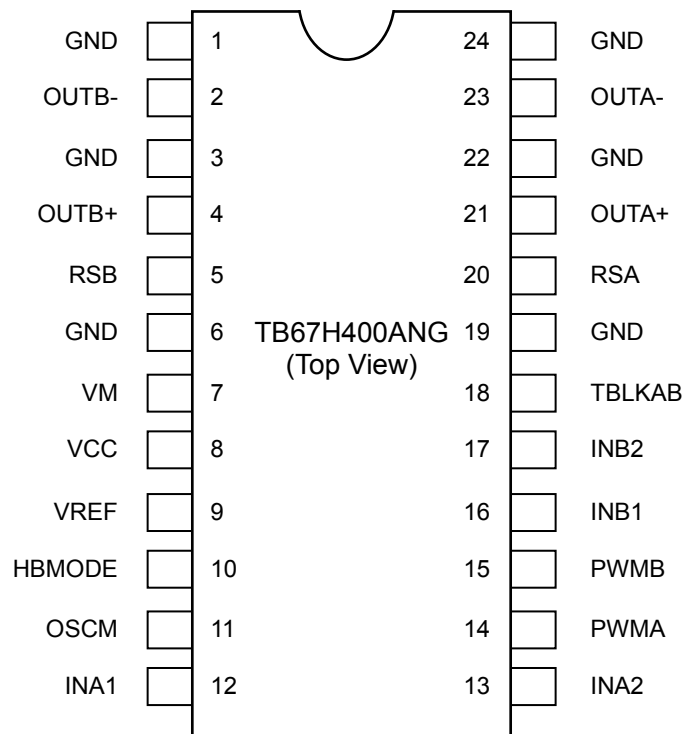 GND 1 24 GND
OUTB- 2 23 OUTA-
GND 3 22 GND
OUTB+ 4 21 OUTA+
RSB 5 20 RSA
GND 6 TB67H400ANG 19 GND
(Top View)
VM 7 18 TBLKAB
VCC 8 17 INB2
VREF 9 16 INB1
HBMODE 10 15 PWMB
OSCM 11 14 PWMA
INA1 12 13 INA2